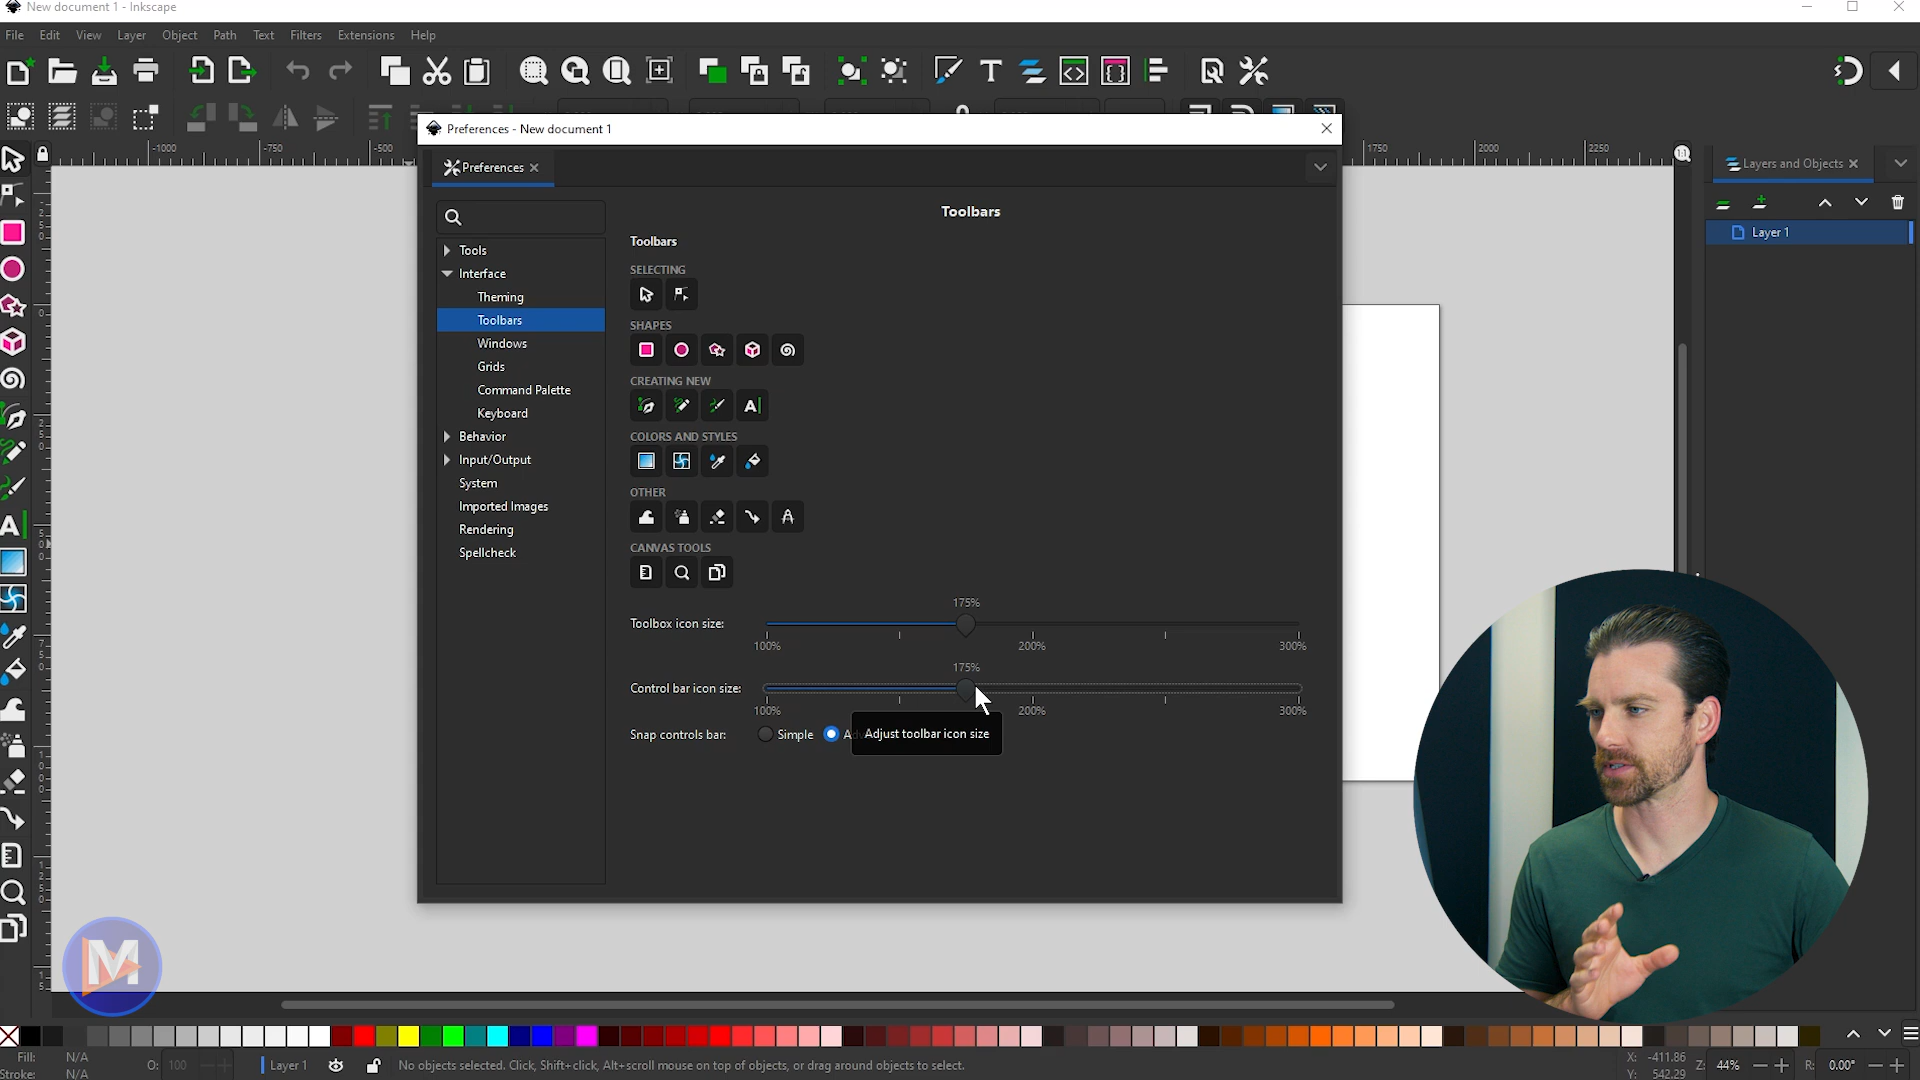 New document 1 - Inkscape
File Edit View Layer Object Path Text Filters Extensions Help
-1000 -750 -500 1750 2000 2250
Preferences - New document 1
Preferences
Layers and Objects
Layer 1
Tools
Interface
Theming
Toolbars
Windows
Grids
Command Palette
Keyboard
Behavior
Input/Output
System
Imported Images
Rendering
Spellcheck
Toolbars
Toolbars
SELECTING
SHAPES
CREATING NEW
COLORS AND STYLES
OTHER
CANVAS TOOLS
175%
Toolbox icon size:
100% 200% 300%
175%
Control bar icon size:
100% 200% 300%
Snap controls bar: Simple
Adjust toolbar icon size
M
Fill: N/A
Stroke: N/A
O: 100
Layer 1
No objects selected. Click, Shift+click, Alt+scroll mouse on top of objects, or drag around objects to select.
X: -411.86
Y: 542.29
Z: 44%
R: 0.00°